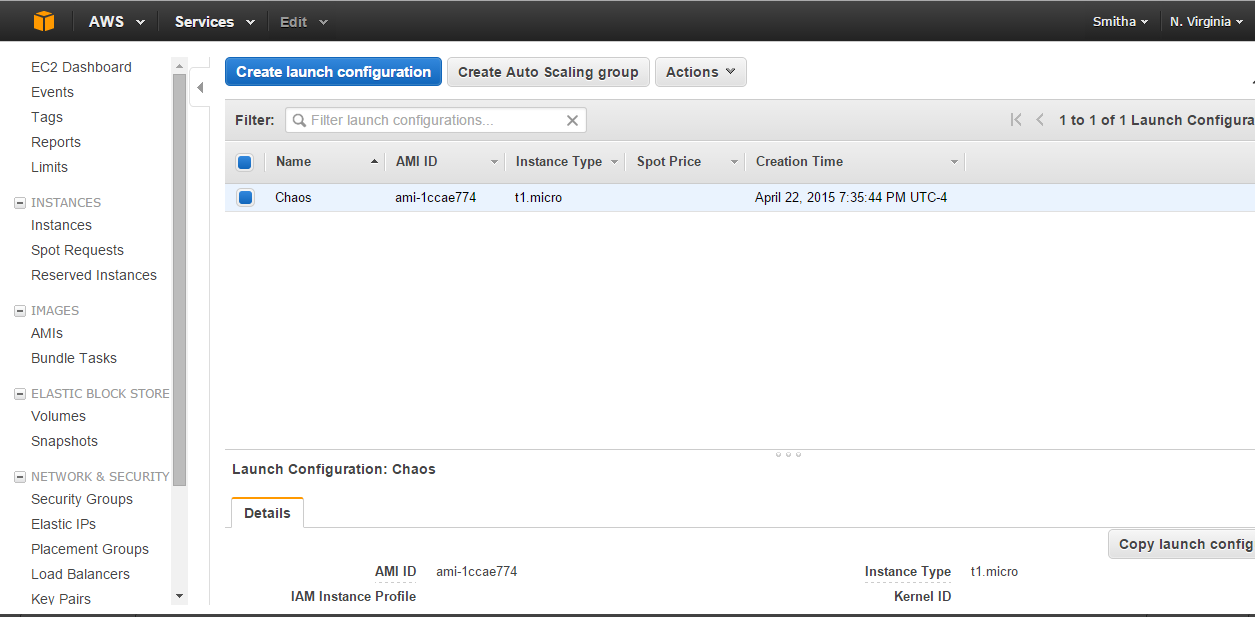 AWS Services Edit Smitha N. Virginia
EC2 Dashboard
Events
Tags
Reports
Limits
INSTANCES
Instances
Spot Requests
Reserved Instances
IMAGES
AMIs
Bundle Tasks
ELASTIC BLOCK STORE
Volumes
Snapshots
NETWORK & SECURITY
Security Groups
Elastic IPs
Placement Groups
Load Balancers
Key Pairs
Create launch configuration Create Auto Scaling group Actions
Filter: Filter launch configurations... 1 to 1 of 1 Launch Configura
Name AMI ID Instance Type Spot Price Creation Time
Chaos ami-1ccae774 t1.micro April 22, 2015 7:35:44 PM UTC-4
Launch Configuration: Chaos
Details
Copy launch config
AMI ID ami-1ccae774 Instance Type t1.micro
IAM Instance Profile Kernel ID